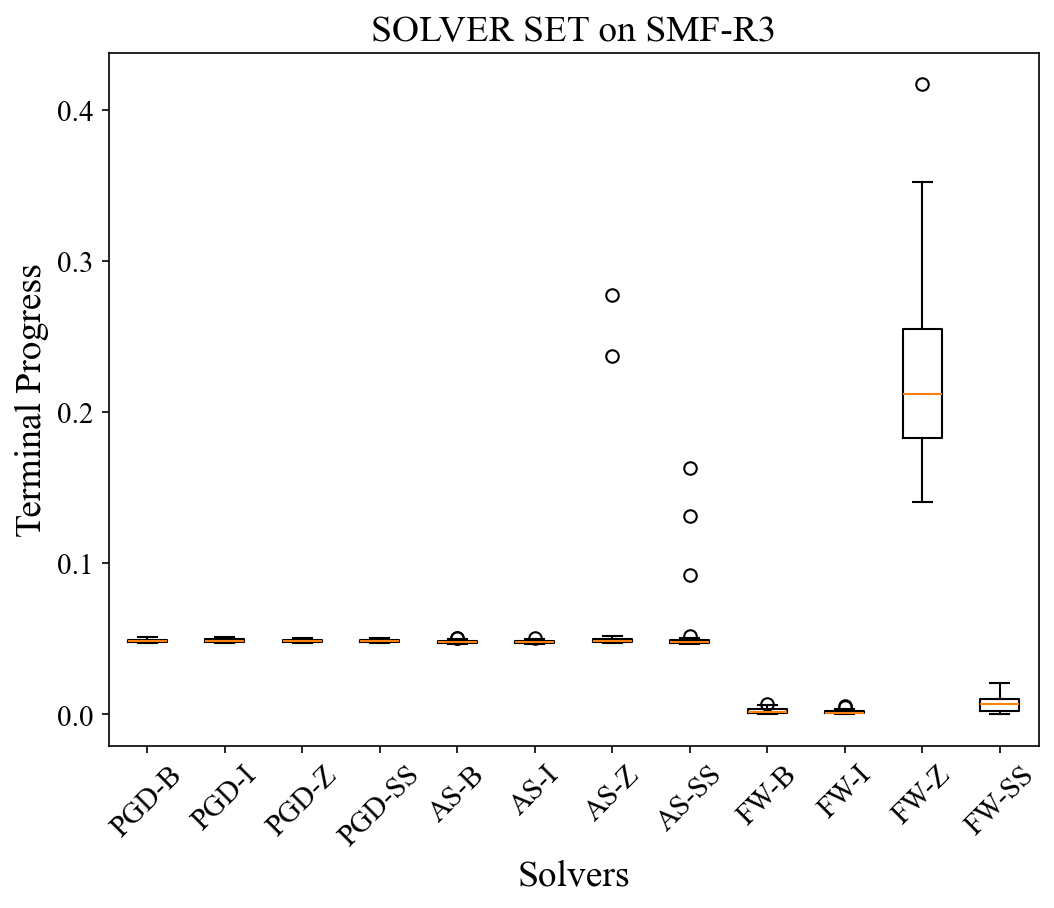 SOLVER SET on SMF-R3
Terminal Progress
0.4
0.3
0.2
0.1
0.0
PGD-B
PGD-I
PGD-Z
PGD-SS
AS-B
AS-I
AS-Z
AS-SS
FW-B
FW-I
FW-Z
FW-SS
Solvers